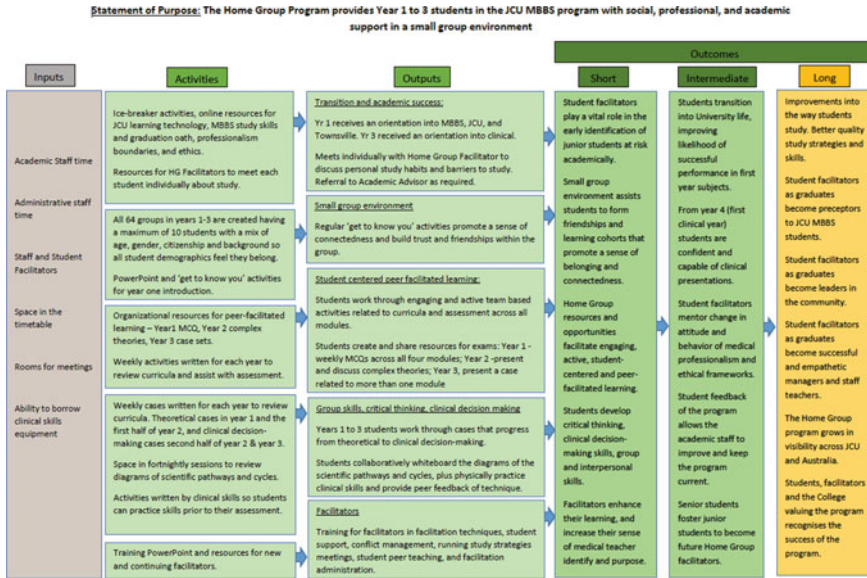 Statement of Purpose: The Home Group Program provides Year 1 to 3 students in the JCU MBBS program with social, professional, and academic
support in a small group environment
Outcomes
Inputs
Activities
Outputs
Short
Intermediate
Long
Academic Staff time
Administrative staff
time
Staff and Student
Facilitators
Space in the
timetable
Rooms for meetings
Ability to borrow
clinical skills
equipment
Ice-breaker activities, online resources for
JCU learning technology, MBBS study skills
and graduation oath, professionalism
boundaries, and ethics.
Resources for HG Facilitators to meet each
student individually about study.
All 64 groups in years 1-3 are created having
a maximum of 10 students with a mix of
age, gender, citizenship and background so
all student demographics feel they belong.
PowerPoint and 'get to know you' activities
for year one introduction.
Organizational resources for peer-facilitated
learning – Year1 MCQ, Year 2 complex
theories, Year 3 case sets.
Weekly activities written for each year to
review curricula and assist with assessment.
Weekly cases written for each year to review
curricula. Theoretical cases in year 1 and the
first half of year 2, and clinical decision-
making cases second half of year 2 & year 3.
Space in fortnightly sessions to review
diagrams of scientific pathways and cycles.
Activities written by clinical skills so students
can practice skills prior to their assessment.
Training PowerPoint and resources for new
and continuing facilitators.
Transition and academic success:
Yr 1 receives an orientation into MBBS, JCU, and
Townsville. Yr 3 received an orientation into clinical.
Meets individually with Home Group Facilitator to
discuss personal study habits and barriers to study.
Referral to Academic Advisor as required.
Small group environment
Regular 'get to know you' activities promote a sense of
connectedness and build trust and friendships within the
group.
Student centered peer facilitated learning:
Students work through engaging and active team based
activities related to curricula and assessment across all
modules.
Students create and share resources for exams: Year 1 -
weekly MCQs across all four modules; Year 2 -present
and discuss complex theories; Year 3, present a case
related to more than one module
Group skills, critical thinking, clinical decision making
Years 1 to 3 students work through cases that progress
from theoretical to clinical decision-making.
Students collaboratively whiteboard the diagrams of the
scientific pathways and cycles, plus physically practice
clinical skills and provide peer feedback of technique.
Facilitators
Training for facilitators in facilitation techniques, student
support, conflict management, running study strategies
meetings, student peer teaching, and facilitation
administration.
Student facilitators
play a vital role in the
early identification of
junior students at risk
academically.
Small group
environment assists
students to form
friendships and
learning cohorts that
promote a sense of
belonging and
connectedness.
Home Group
resources and
opportunities
facilitate engaging,
active, student-
centered and peer-
facilitated learning.
Students develop
critical thinking,
clinical decision-
making skills, group
and interpersonal
skills.
Facilitators enhance
their learning, and
increase their sense
of medical teacher
identity and purpose.
Students transition
into University life,
improving
likelihood of
successful
performance in first
year subjects.
From year 4 (first
clinical year)
students are
confident and
capable of clinical
presentations.
Student facilitators
mentor change in
attitude and
behavior of medical
professionalism and
ethical frameworks.
Student feedback of
the program
allows the
academic staff to
improve and keep
the program
current.
Senior students
foster junior
students to become
future Home Group
facilitators.
Improvements into
the way students
study. Better quality
study strategies and
skills.
Student facilitators
as graduates
become preceptors
to JCU MBBS
students.
Student facilitators
as graduates
become leaders in
the community.
Student facilitators
as graduates
become successful
and empathetic
managers and staff
teachers.
The Home Group
program grows in
visibility across JCU
and Australia.
Students, facilitators
and the College
valuing the program
recognises the
success of the
program.